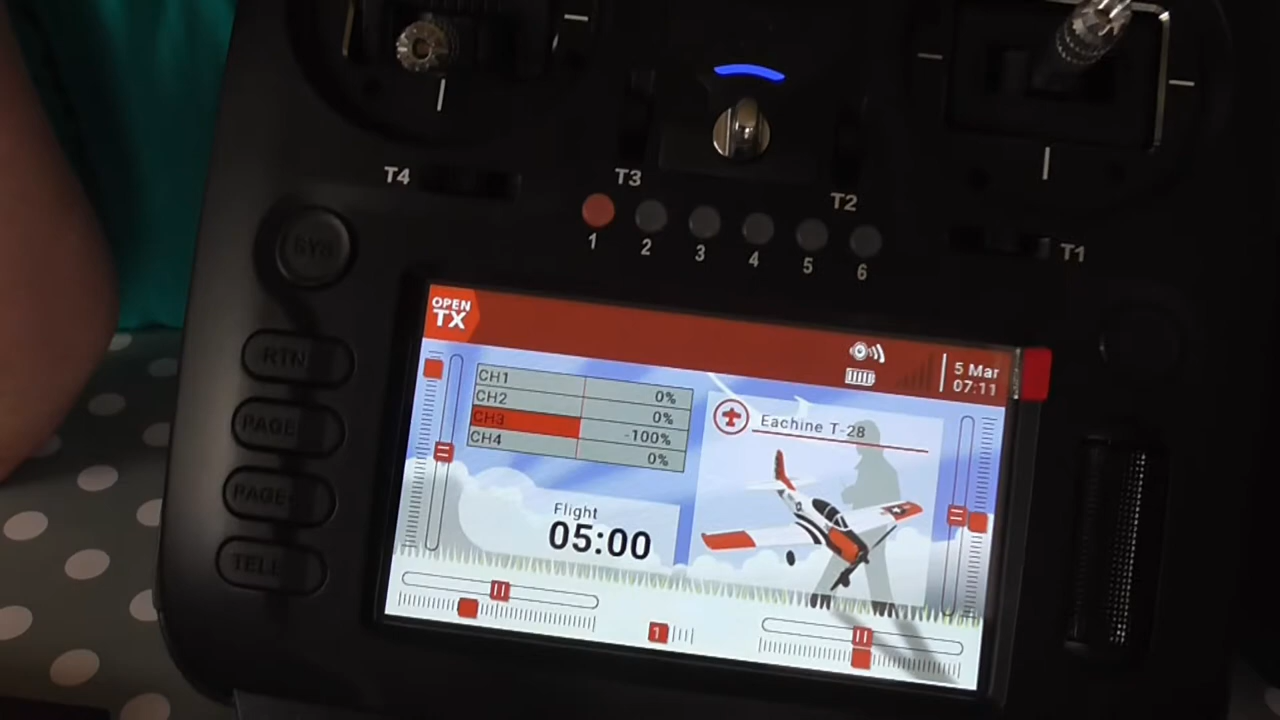 T4
T3
T2
T1
1 2 3 4 5 6
SYS
RTN
PAGE
PAGE
TELE
OPEN
TX
5 Mar
07:11
CH1 0%
CH2 0%
CH3 -100%
CH4 0%
Eachine T-28
Flight
05:00
1